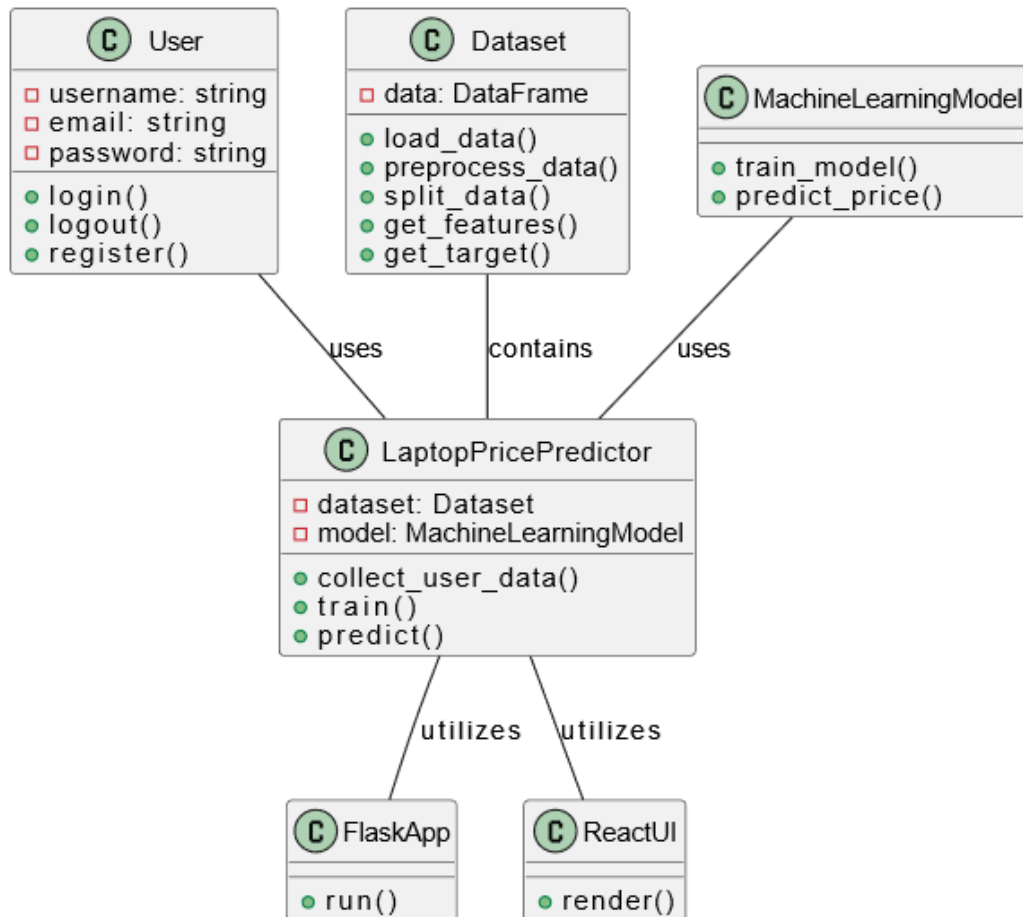 C User
username: string
email: string
password: string
login()
logout()
register()
C Dataset
data: DataFrame
load_data()
preprocess_data()
split_data()
get_features()
get_target()
C MachineLearningModel
train_model()
predict_price()
uses
contains
uses
C LaptopPricePredictor
dataset: Dataset
model: MachineLearningModel
collect_user_data()
train()
predict()
utilizes
utilizes
C FlaskApp
run()
C ReactUI
render()